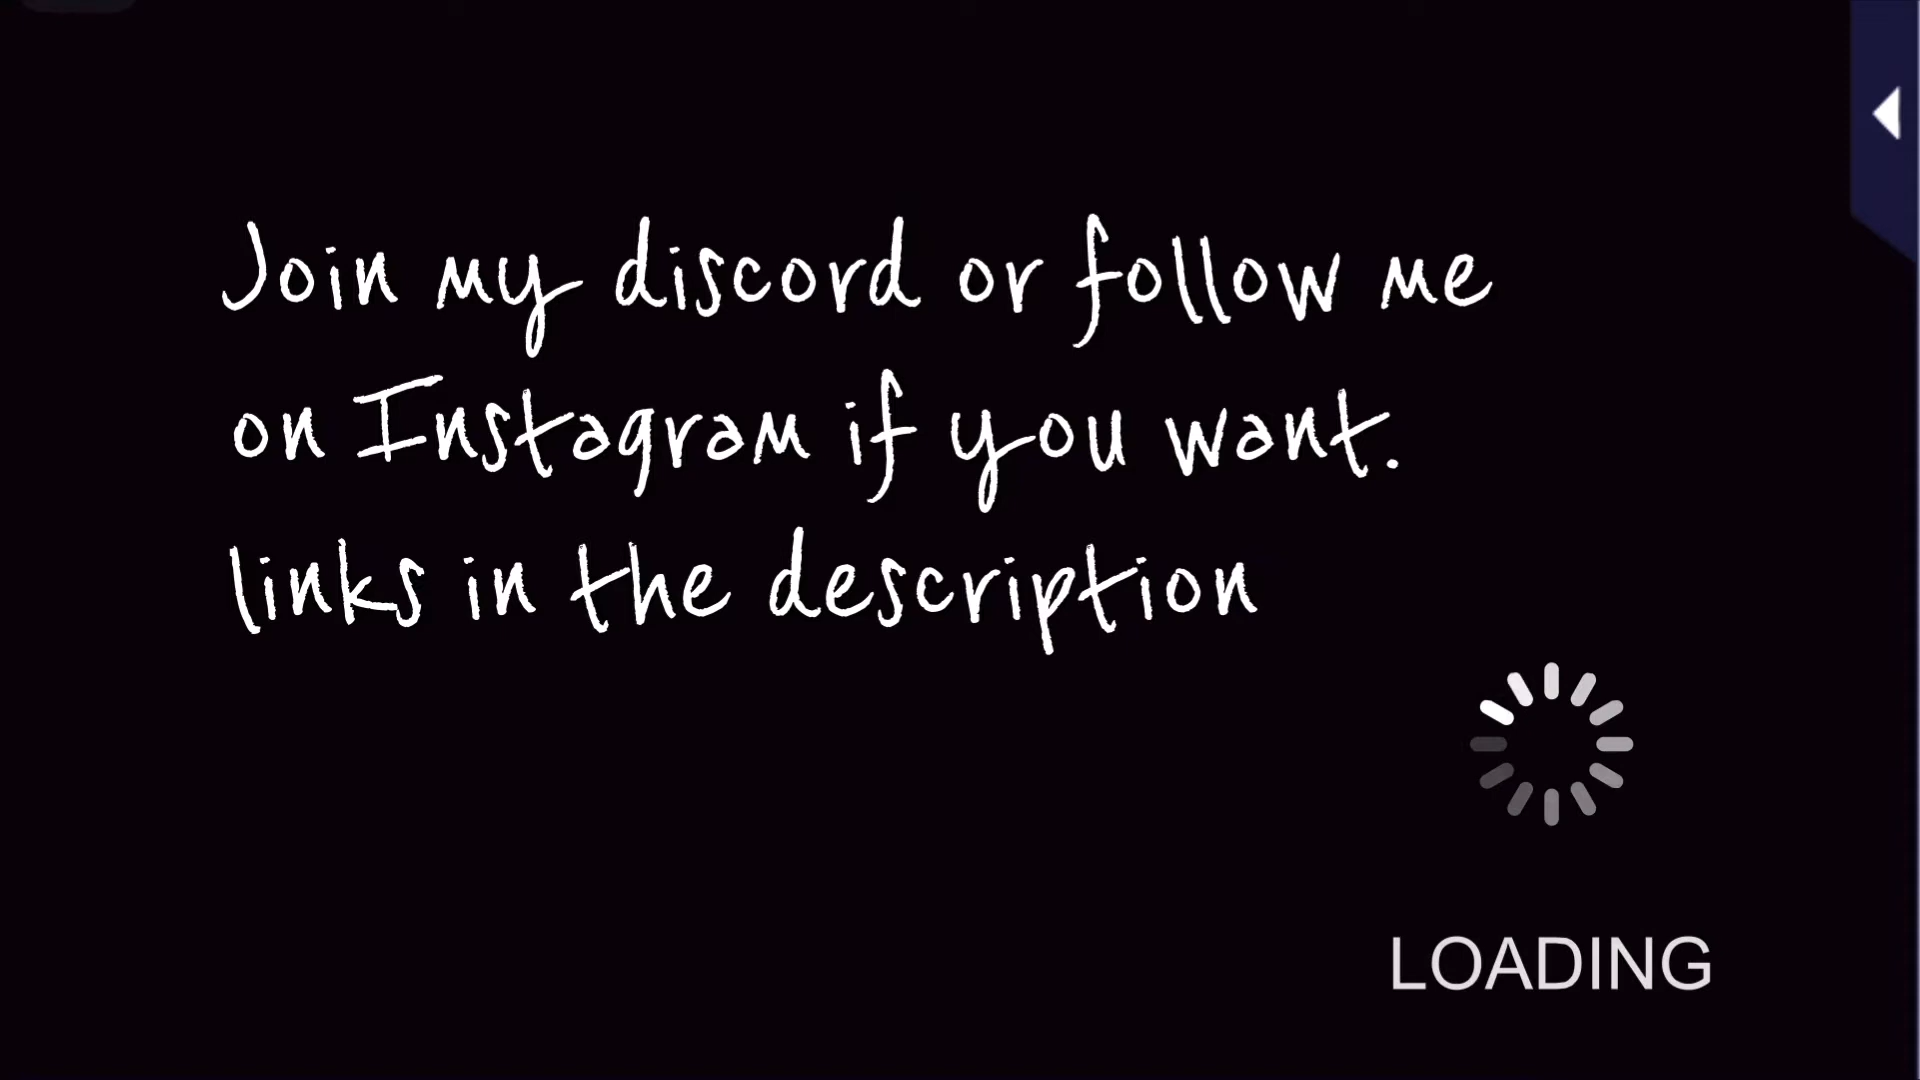 Join my discord or follow me
on Instagram if you want.
links in the description
LOADING